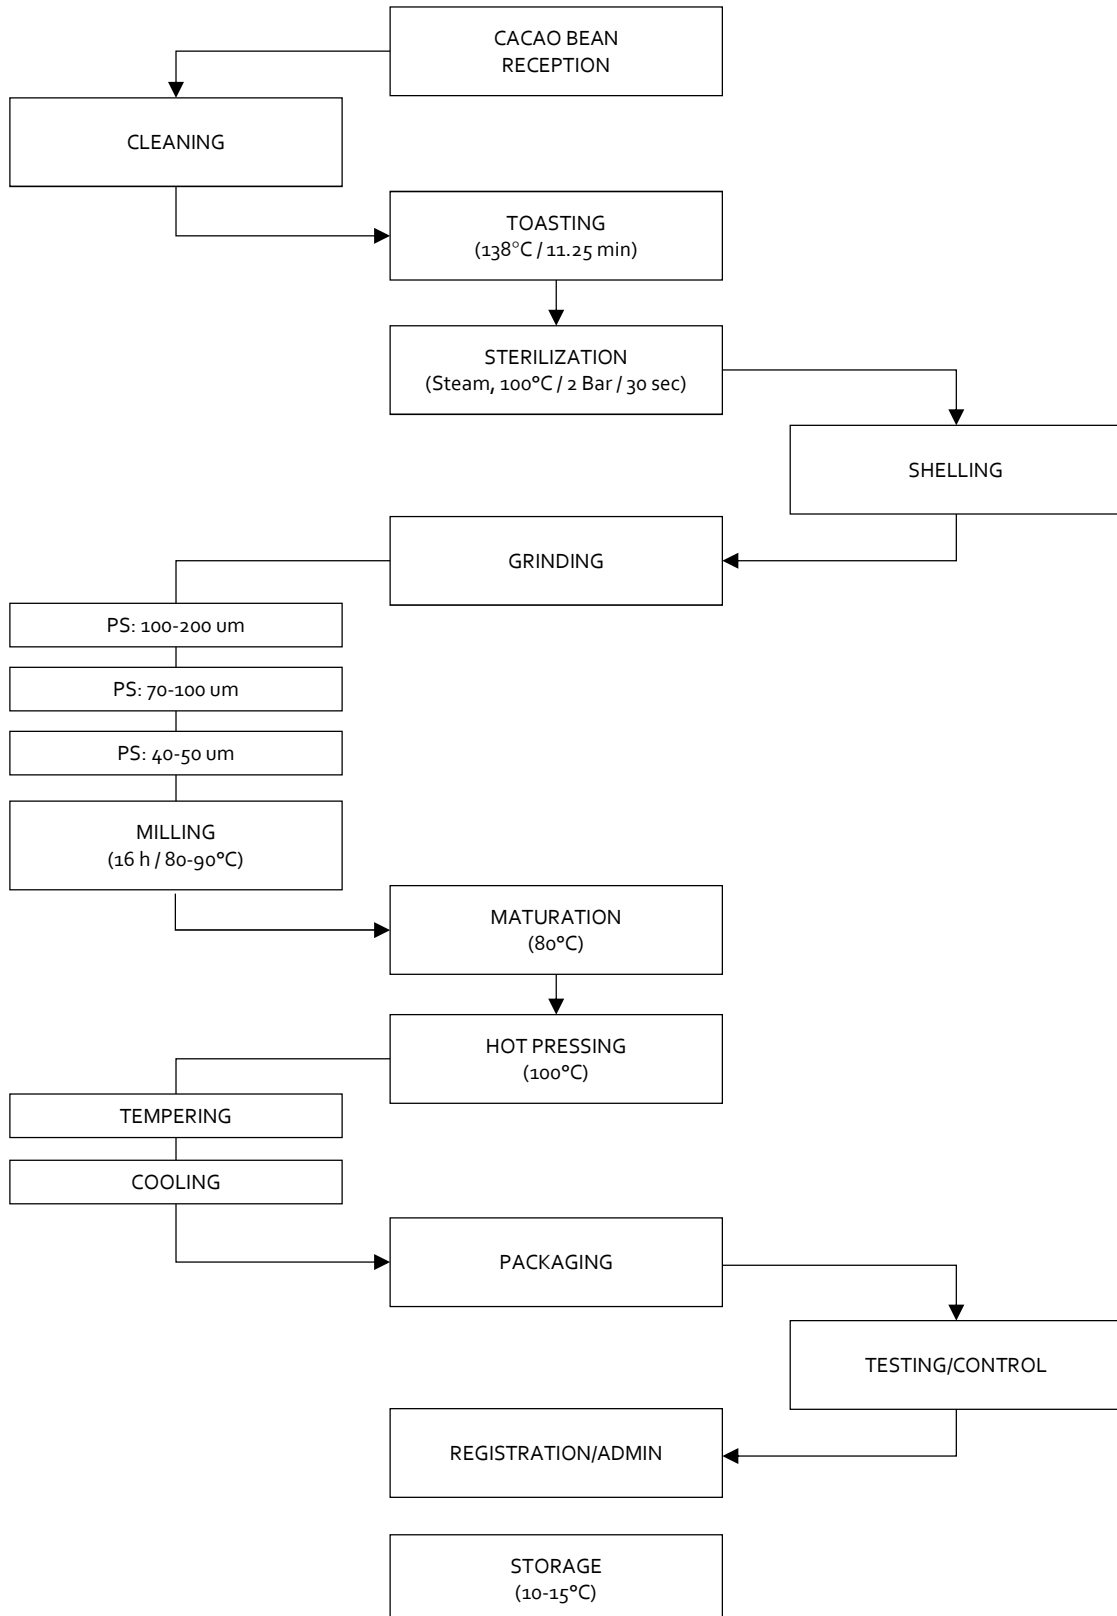 CACAO BEAN
RECEPTION
CLEANING
TOASTING
(138°C / 11.25 min)
STERILIZATION
(Steam, 100°C / 2 Bar / 30 sec)
SHELLING
GRINDING
PS: 100-200 um
PS: 70-100 um
PS: 40-50 um
MILLING
(16 h / 80-90°C)
MATURATION
(80°C)
HOT PRESSING
(100°C)
TEMPERING
COOLING
PACKAGING
TESTING/CONTROL
REGISTRATION/ADMIN
STORAGE
(10-15°C)